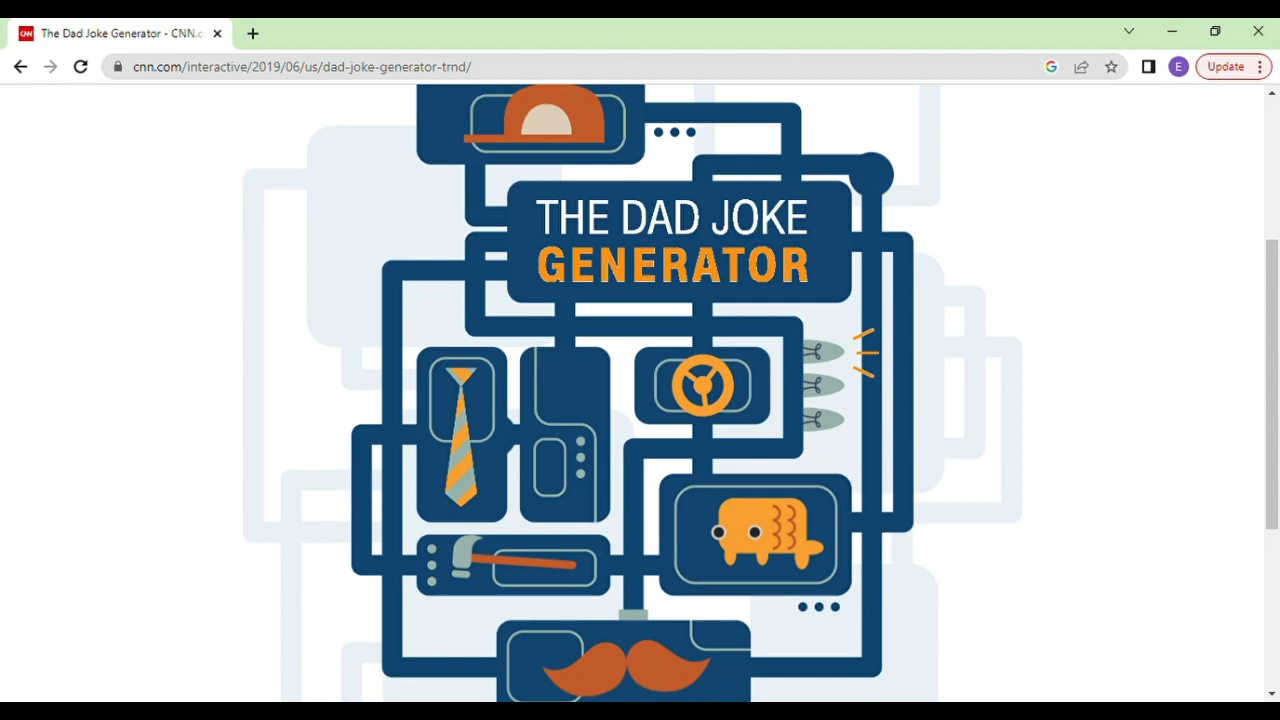 CNN
The Dad Joke Generator - CNN.c
cnn.com/interactive/2019/06/us/dad-joke-generator-trnd/
G
E
Update
THE DAD JOKE
GENERATOR